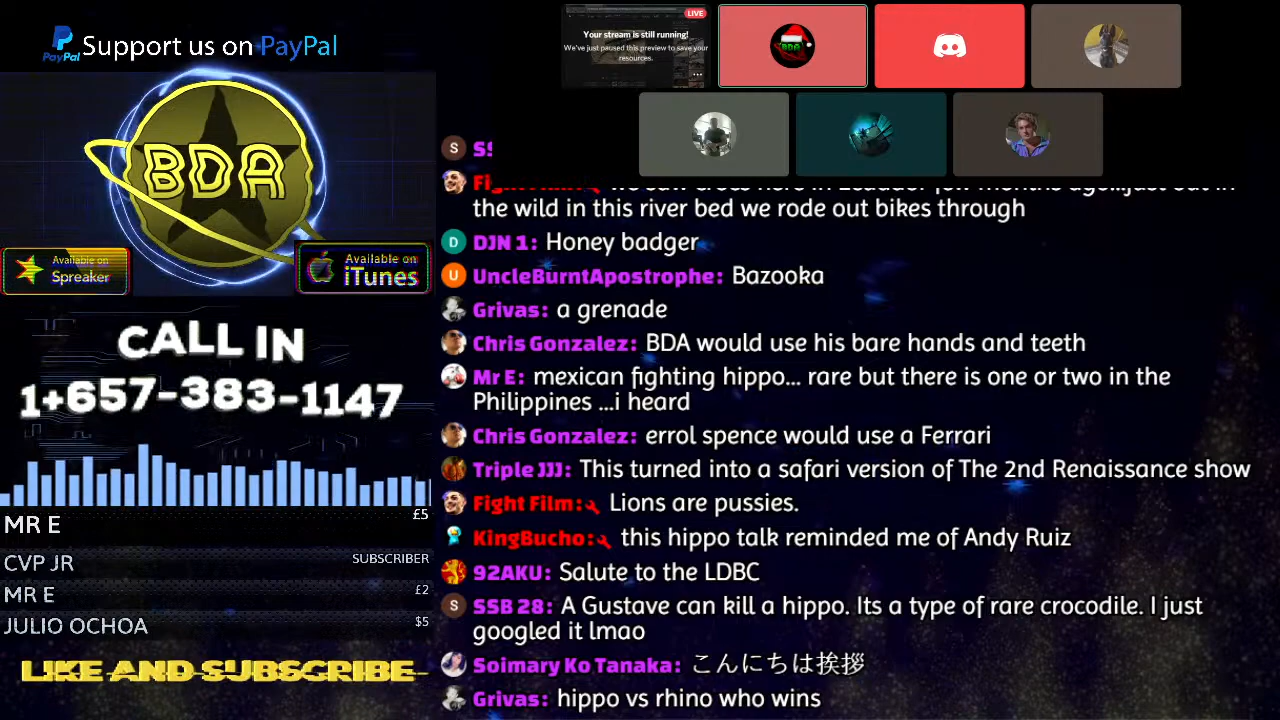 PayPal Support us on PayPal
LIVE
Your stream is still running!
We've just paused this preview to save your
resources.
BDA
BDA
Available on
Spreaker
Available on
iTunes
CALL IN
1+657-383-1147
MR E £5
CVP JR SUBSCRIBER
MR E £2
JULIO OCHOA $5
LIKE AND SUBSCRIBE
S SS
the wild in this river bed we rode out bikes through
D DJN 1: Honey badger
U UncleBurntApostrophe: Bazooka
Grivas: a grenade
Chris Gonzalez: BDA would use his bare hands and teeth
Mr E: mexican fighting hippo... rare but there is one or two in the
Philippines ...i heard
Chris Gonzalez: errol spence would use a Ferrari
Triple JJJ: This turned into a safari version of The 2nd Renaissance show
Fight Film: Lions are pussies.
KingBucho: this hippo talk reminded me of Andy Ruiz
92AKU: Salute to the LDBC
S SSB 28: A Gustave can kill a hippo. Its a type of rare crocodile. I just
googled it lmao
Soimary Ko Tanaka: こんにちは挨拶
Grivas: hippo vs rhino who wins